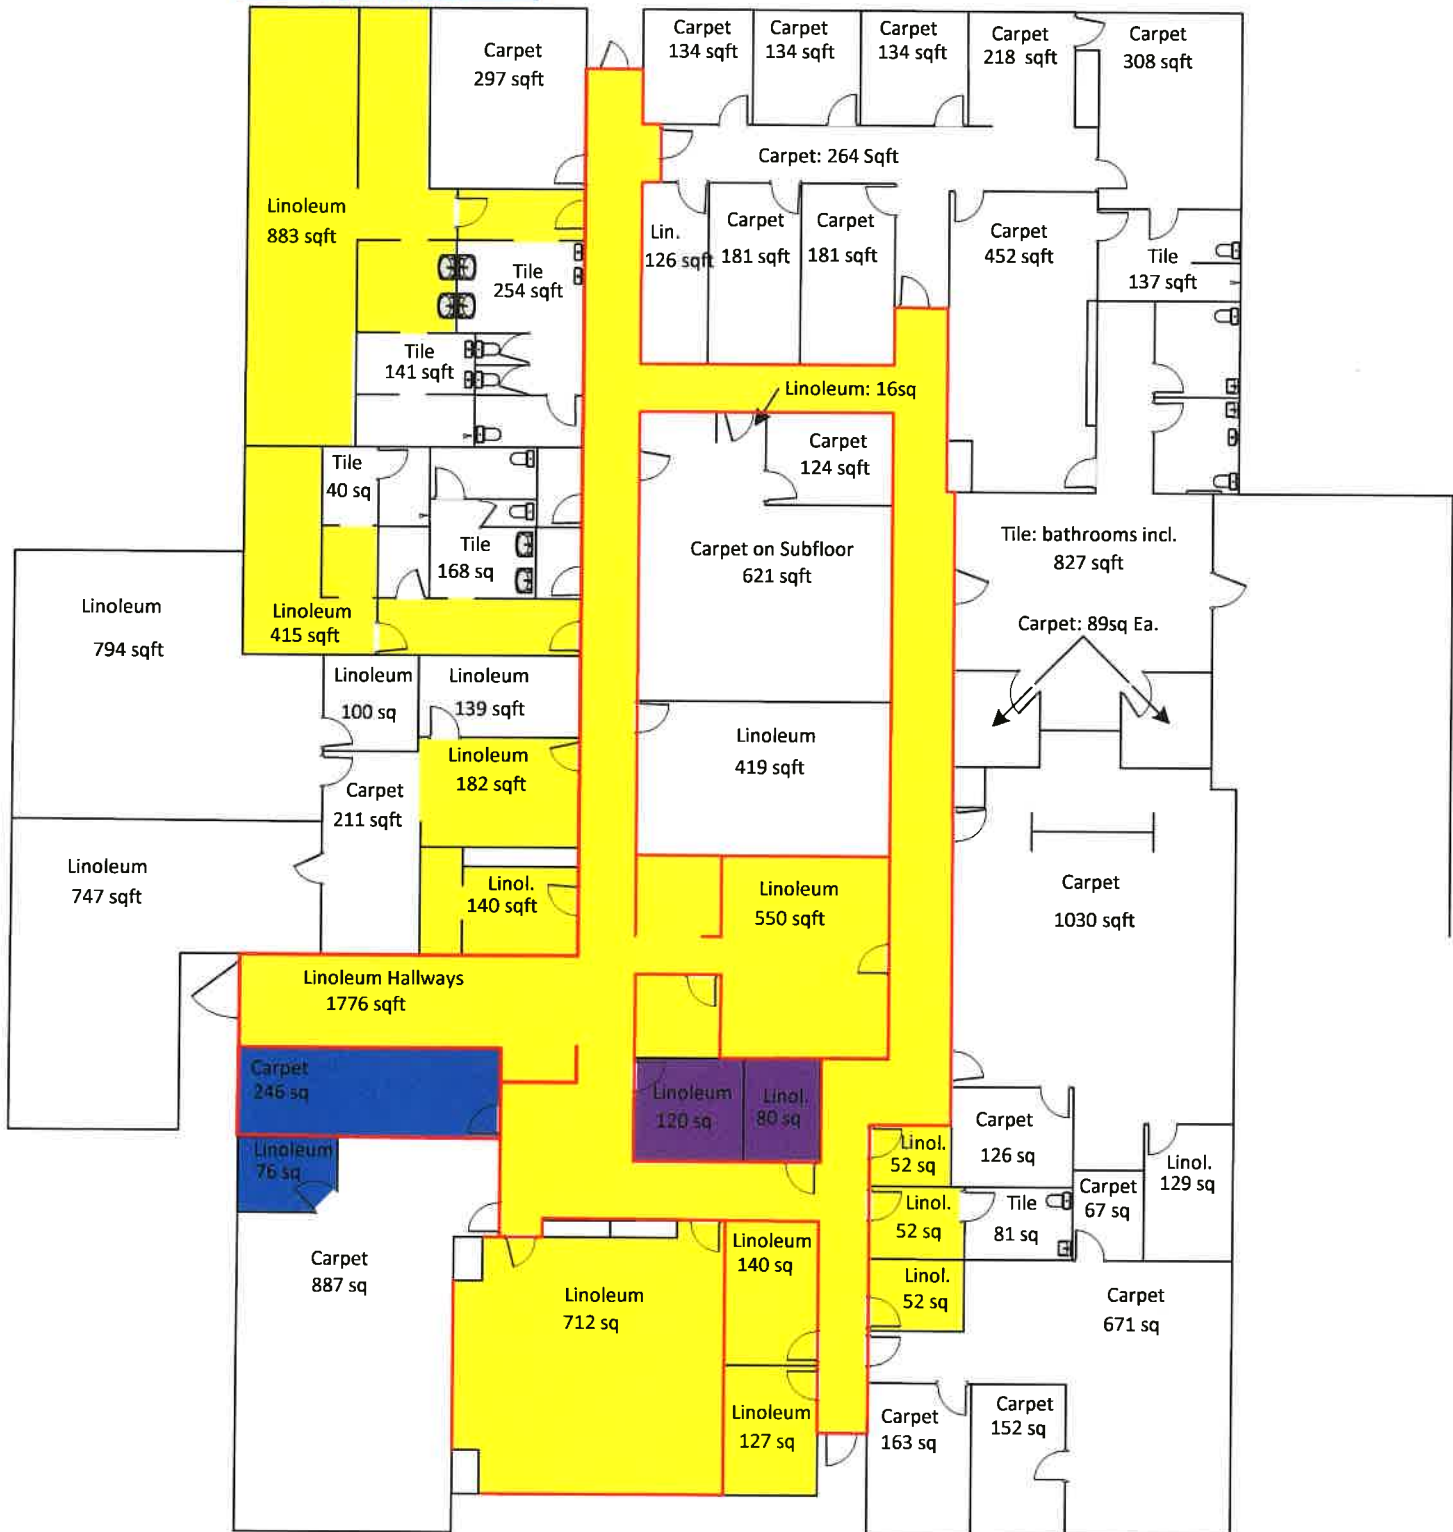 Carpet
297 sqft
Carpet
134 sqft
Carpet
134 sqft
Carpet
134 sqft
Carpet
218 sqft
Carpet
308 sqft
Carpet: 264 Sqft
Linoleum
883 sqft
Tile
254 sqft
Lin.
126 sqft
Carpet
181 sqft
Carpet
181 sqft
Carpet
452 sqft
Tile
137 sqft
Tile
141 sqft
Linoleum: 16sq
Carpet
124 sqft
Tile
40 sq
Tile
168 sq
Carpet on Subfloor
621 sqft
Tile: bathrooms incl.
827 sqft
Linoleum
794 sqft
Linoleum
415 sqft
Carpet: 89sq Ea.
Linoleum
100 sq
Linoleum
139 sqft
Linoleum
182 sqft
Linoleum
419 sqft
Carpet
211 sqft
Linoleum
747 sqft
Linol.
140 sqft
Linoleum
550 sqft
Carpet
1030 sqft
Linoleum Hallways
1776 sqft
Carpet
246 sq
Linoleum
120 sq
Linol.
80 sq
Linoleum
76 sq
Linol.
52 sq
Carpet
126 sq
Linol.
129 sq
Carpet
67 sq
Linol.
52 sq
Tile
81 sq
Carpet
887 sq
Linoleum
140 sq
Linol.
52 sq
Linoleum
712 sq
Carpet
671 sq
Linoleum
127 sq
Carpet
163 sq
Carpet
152 sq